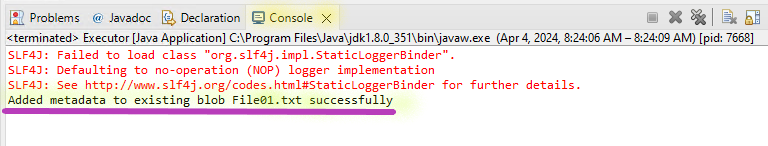 Problems @ Javadoc Declaration Console
<terminated> Executor [Java Application] C:\Program Files\Java\jdk1.8.0_351\bin\javaw.exe (Apr 4, 2024, 8:24:06 AM – 8:24:09 AM) [pid: 7668]
SLF4J: Failed to load class "org.slf4j.impl.StaticLoggerBinder".
SLF4J: Defaulting to no-operation (NOP) logger implementation
SLF4J: See http://www.slf4j.org/codes.html#StaticLoggerBinder for further details.
Added metadata to existing blob File01.txt successfully